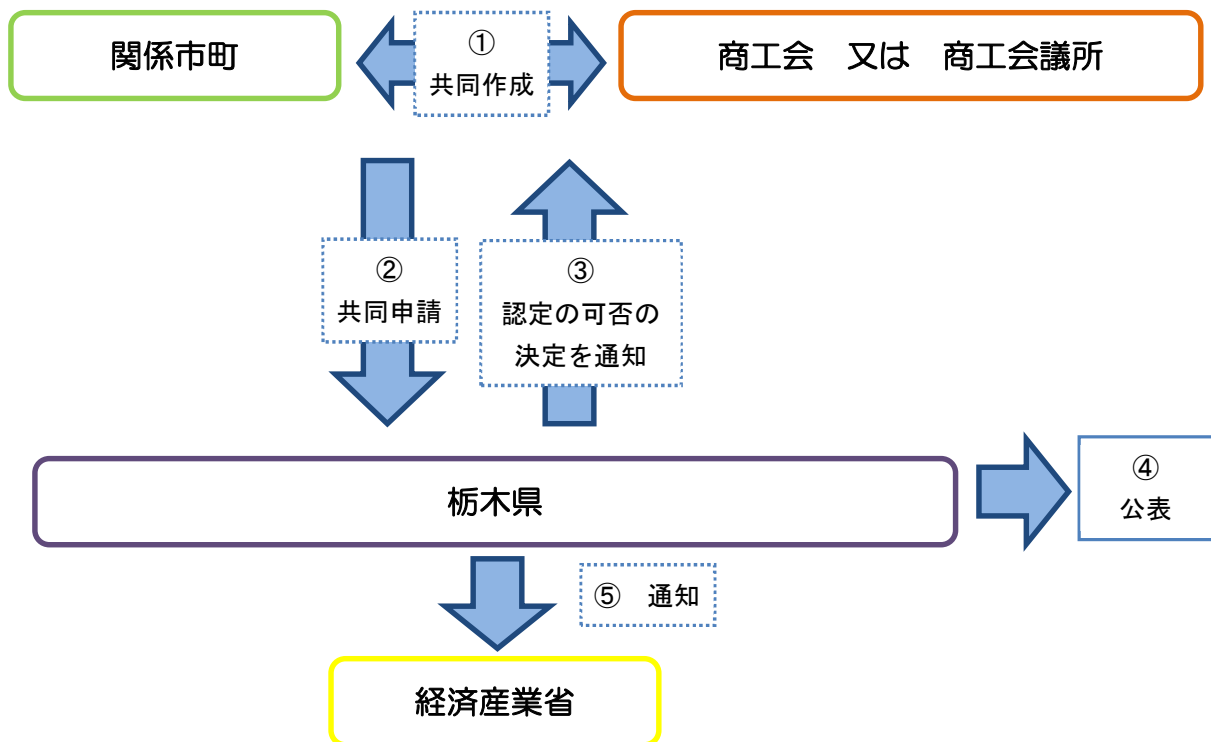 関係市町
①
共同作成
商工会　又は　商工会議所
②
共同申請
③
認定の可否の
決定を通知
栃木県
④
公表
⑤　通知
経済産業省